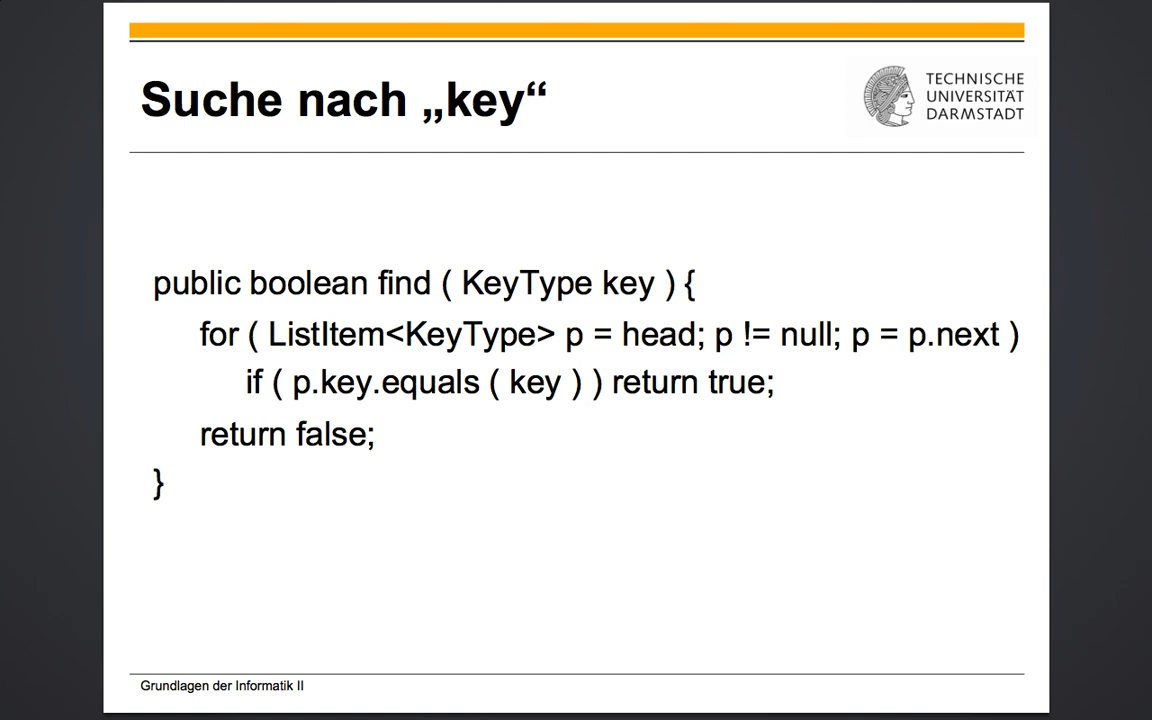 Suche nach „key“
TECHNISCHE
UNIVERSITÄT
DARMSTADT
public boolean find ( KeyType key ) {
for ( ListItem<KeyType> p = head; p != null; p = p.next )
if ( p.key.equals ( key ) ) return true;
return false;
}
Grundlagen der Informatik II